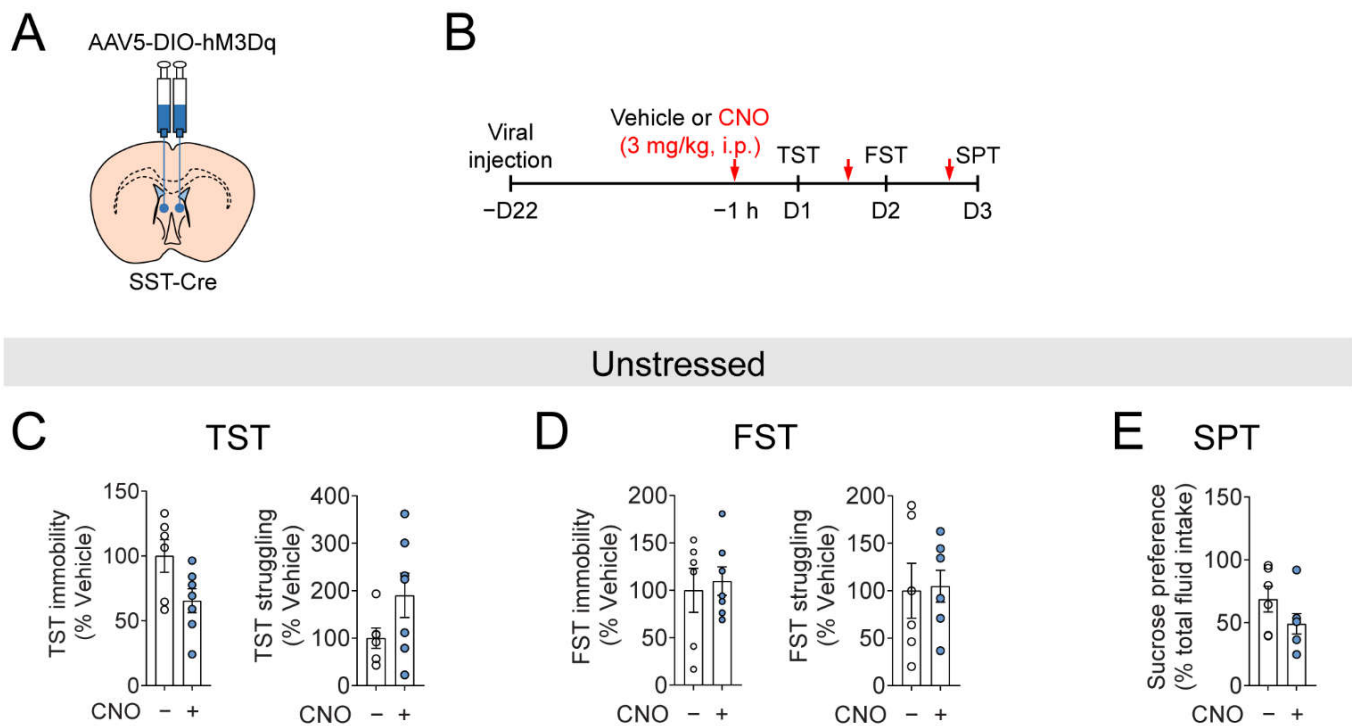 A
AAV5-DIO-hM3Dq
SST-Cre
B
Viral
injection
Vehicle or CNO
(3 mg/kg, i.p.)
TST
FST
SPT
−D22
−1 h
D1
D2
D3
Unstressed
C
TST
TST immobility
(% Vehicle)
150
100
50
0
CNO − +
TST struggling
(% Vehicle)
400
300
200
100
0
CNO − +
D
FST
FST immobility
(% Vehicle)
200
150
100
50
0
CNO − +
FST struggling
(% Vehicle)
200
150
100
50
0
CNO − +
E
SPT
Sucrose preference
(% total fluid intake)
150
100
50
0
CNO − +